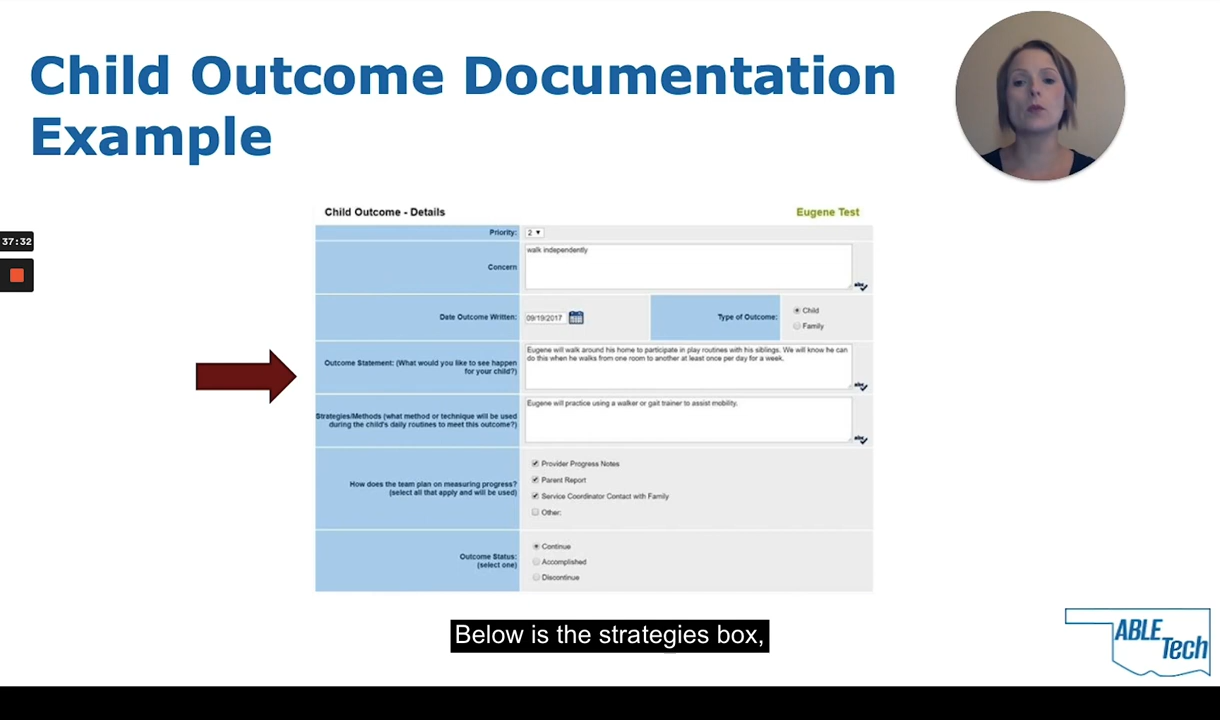 Child Outcome Documentation
Example
37:32
Child Outcome - Details
Eugene Test
Priority:
2
Concern
walk independently
Date Outcome Written:
09/19/2017
Type of Outcome:
Child
Family
Outcome Statement: (What would you like to see happen
for your child?)
Eugene will walk around his home to participate in play routines with his siblings. We will know he can
do this when he walks from one room to another at least once per day for a week.
Strategies/Methods (what method or technique will be used
during the child's daily routines to meet this outcome?)
Eugene will practice using a walker or gait trainer to assist mobility.
How does the team plan on measuring progress?
(select all that apply and will be used)
Provider Progress Notes
Parent Report
Service Coordinator Contact with Family
Other:
Outcome Status:
(select one)
Continue
Accomplished
Discontinue
Below is the strategies box,
ABLE
Tech